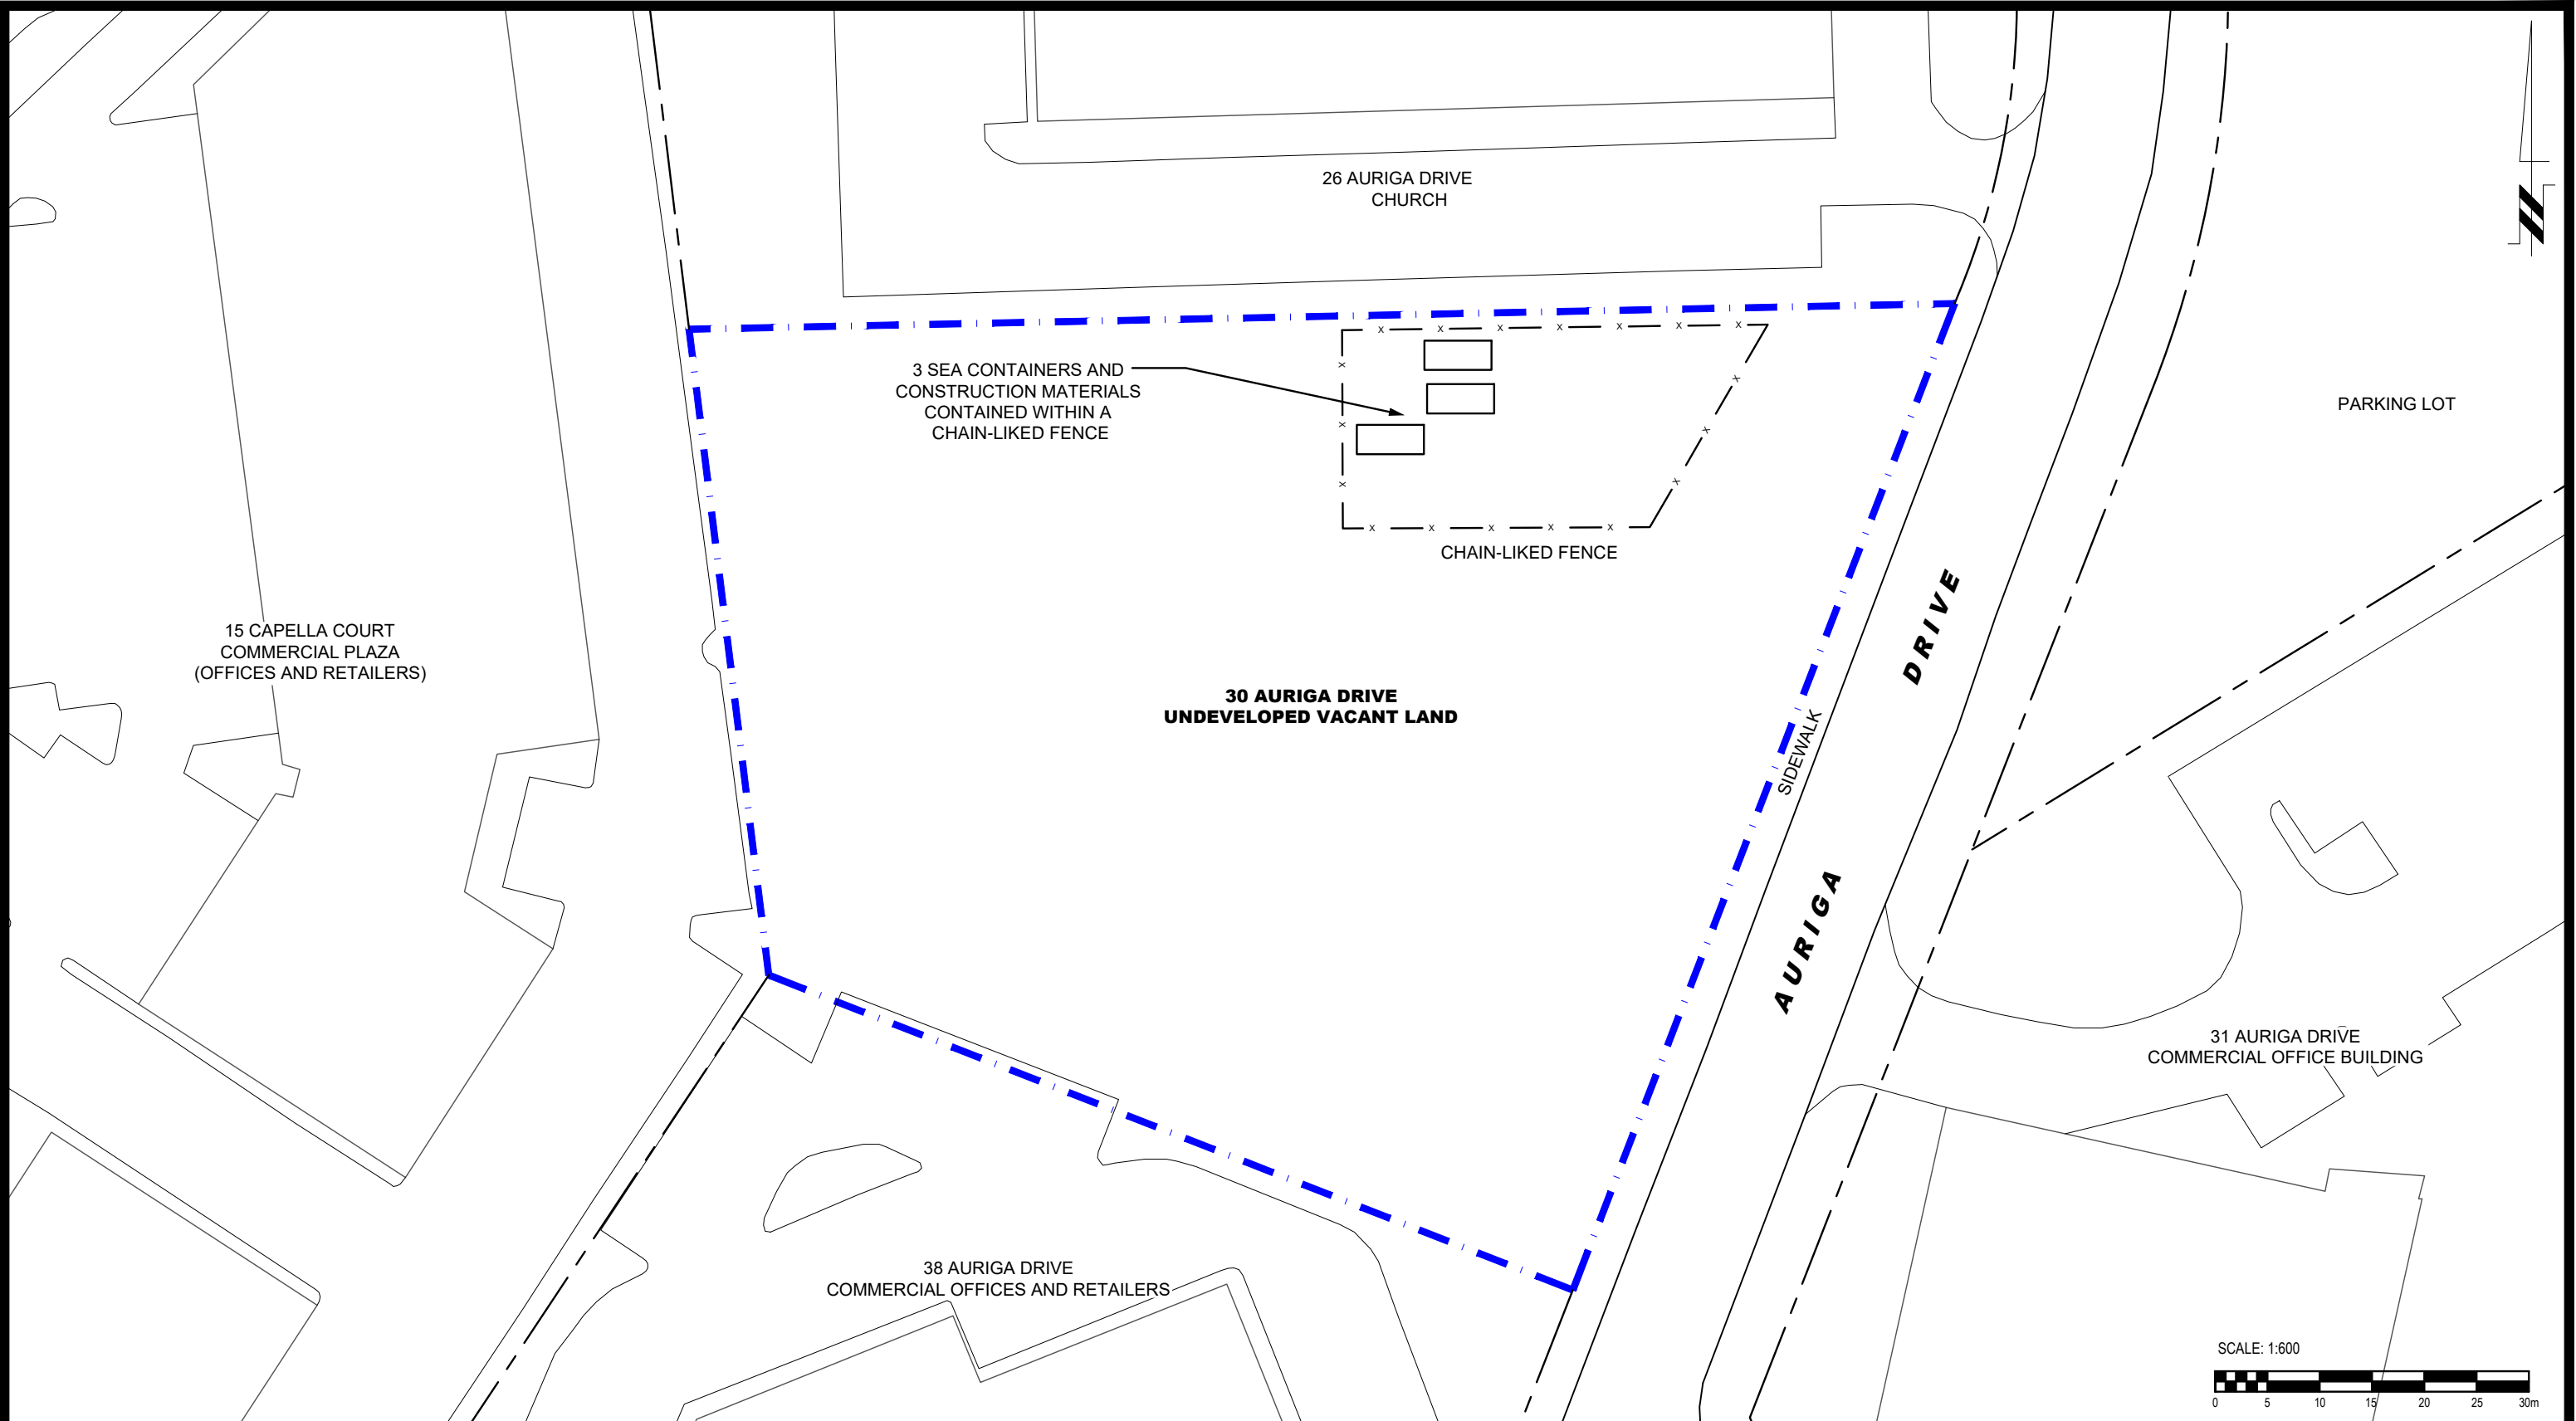 26 AURIGA DRIVE
CHURCH
3 SEA CONTAINERS AND
CONSTRUCTION MATERIALS
CONTAINED WITHIN A
CHAIN-LIKED FENCE
PARKING LOT
CHAIN-LIKED FENCE
15 CAPELLA COURT
COMMERCIAL PLAZA
(OFFICES AND RETAILERS)
30 AURIGA DRIVE
UNDEVELOPED VACANT LAND
SIDEWALK
AURIGA DRIVE
31 AURIGA DRIVE
COMMERCIAL OFFICE BUILDING
38 AURIGA DRIVE
COMMERCIAL OFFICES AND RETAILERS
SCALE: 1:600
0 5 10 15 20 25 30m